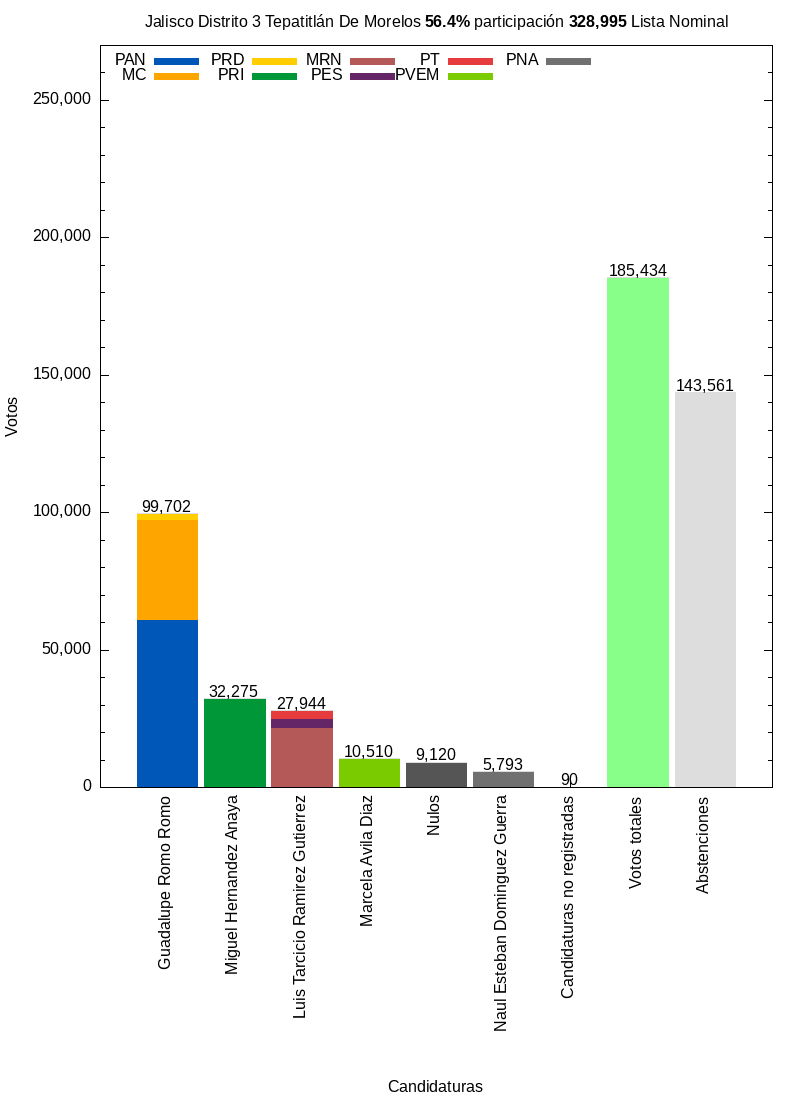 Jalisco Distrito 3 Tepatitlán De Morelos 56.4% participación 328,995 Lista Nominal
PAN PRD MRN PT PNA
MC PRI PES PVEM
250,000
200,000
150,000
100,000
50,000
0
Votos
99,702
32,275
27,944
10,510
9,120
5,793
90
185,434
143,561
Guadalupe Romo Romo
Miguel Hernandez Anaya
Luis Tarcicio Ramirez Gutierrez
Marcela Avila Diaz
Nulos
Naul Esteban Dominguez Guerra
Candidaturas no registradas
Votos totales
Abstenciones
Candidaturas